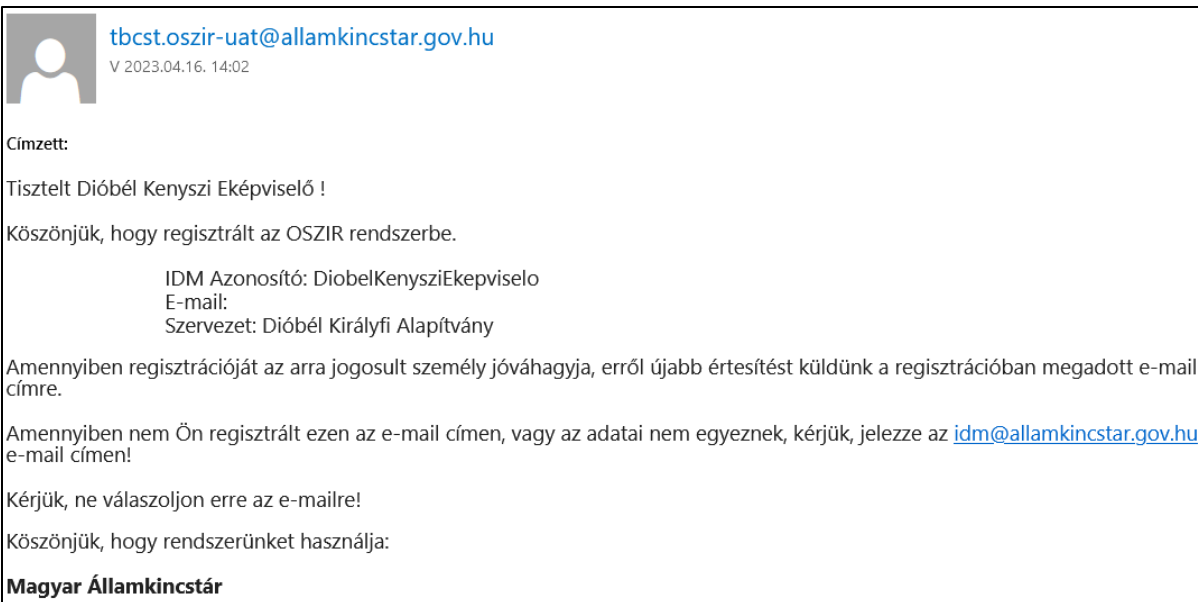 tbcst.oszir-uat@allamkincstar.gov.hu
V 2023.04.16. 14:02
Címzett:
Tisztelt Dióbél Kenyszi Eképviselő !
Köszönjük, hogy regisztrált az OSZIR rendszerbe.
IDM Azonosító: DiobelKenysziEkepviselo
E-mail:
Szervezet: Dióbél Királyfi Alapítvány
Amennyiben regisztrációját az arra jogosult személy jóváhagyja, erről újabb értesítést küldünk a regisztrációban megadott e-mail
címre.
Amennyiben nem Ön regisztrált ezen az e-mail címen, vagy az adatai nem egyeznek, kérjük, jelezze az idm@allamkincstar.gov.hu
e-mail címen!
Kérjük, ne válaszoljon erre az e-mailre!
Köszönjük, hogy rendszerünket használja:
Magyar Államkincstár